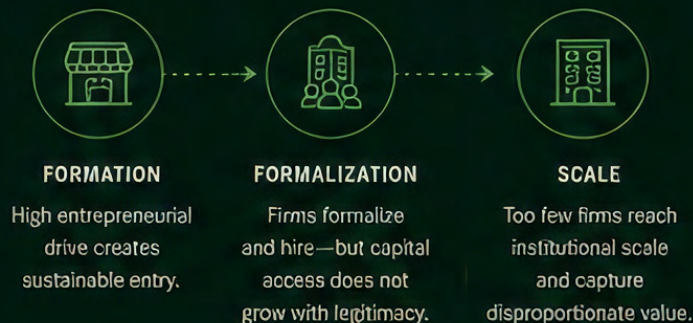 FORMATION
High entrepreneurial
drive creates
sustainable entry.
FORMALIZATION
Firms formalize
and hire—but capital
access does not
grow with legitimacy.
SCALE
Too few firms reach
institutional scale
and capture
disproportionate value.